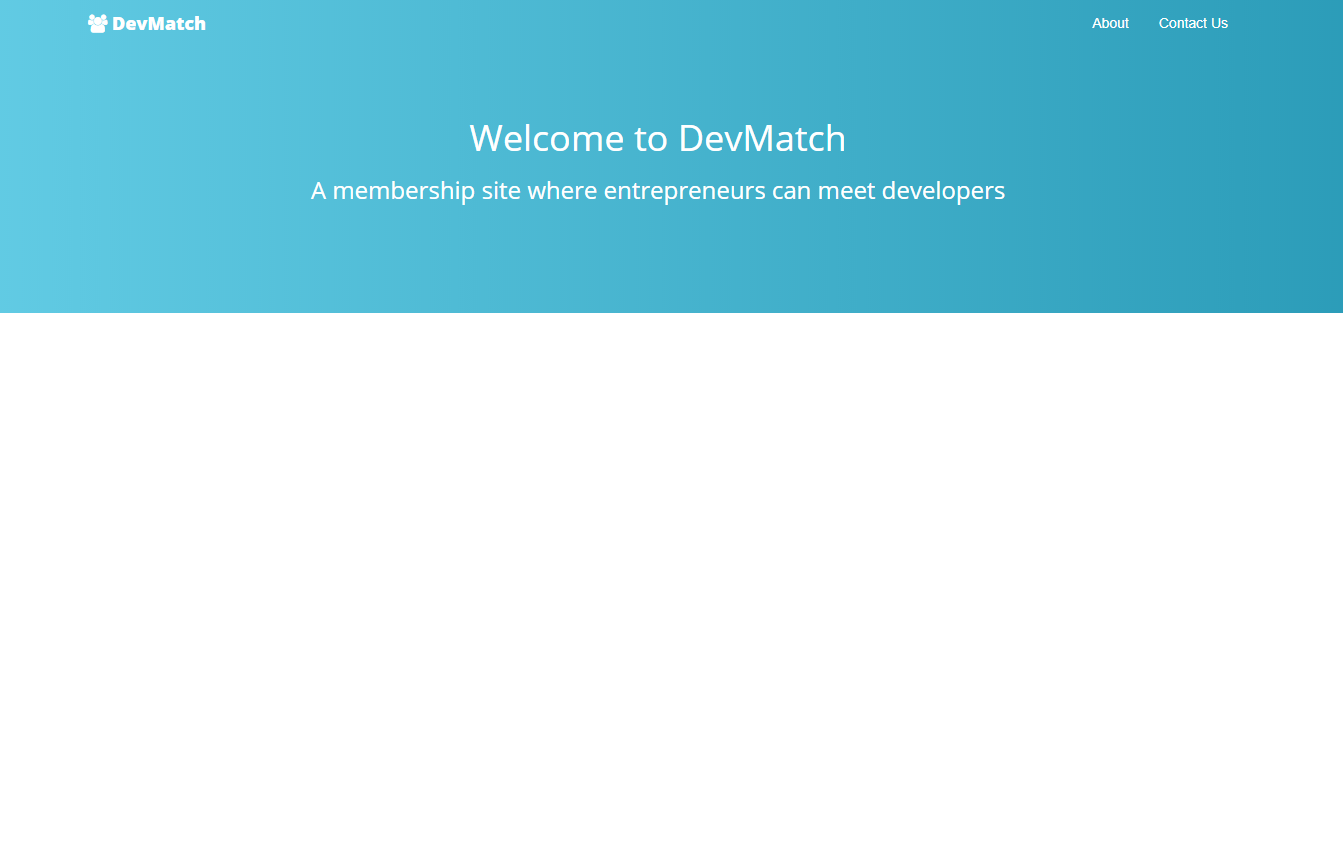 DevMatch
About
Contact Us
Welcome to DevMatch
A membership site where entrepreneurs can meet developers